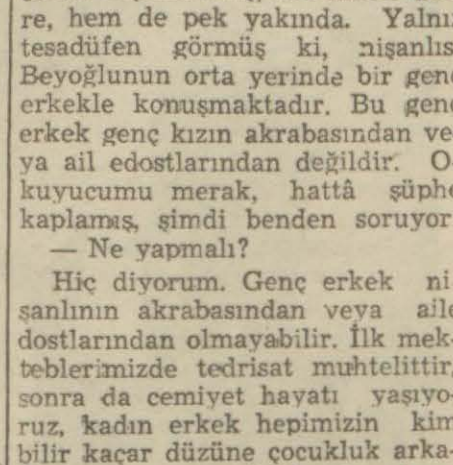 re, hem de pek yakında. Yalnız
tesadüfen görmüş ki, nişanlıs
Beyoğlunun orta yerinde bir genç
erkekle konuşmaktadır. Bu genç
erkek genç kızın akrabasından ve
ya ail edostlarından değildir. O-
kuyucumu merak, hattâ şüphe
kaplamış, şimdi benden soruyor
— Ne yapmalı?
Hiç diyorum. Genç erkek ni
şanlının akrabasından veya aile
dostlarından olmayabilir. İlk mek-
teblerimizde tedrisat muhtelittir,
sonra da cemiyet hayatı yaşıyo-
ruz, kadın erkek hepimizin kim
bilir kaçar düzüne çocukluk arka-